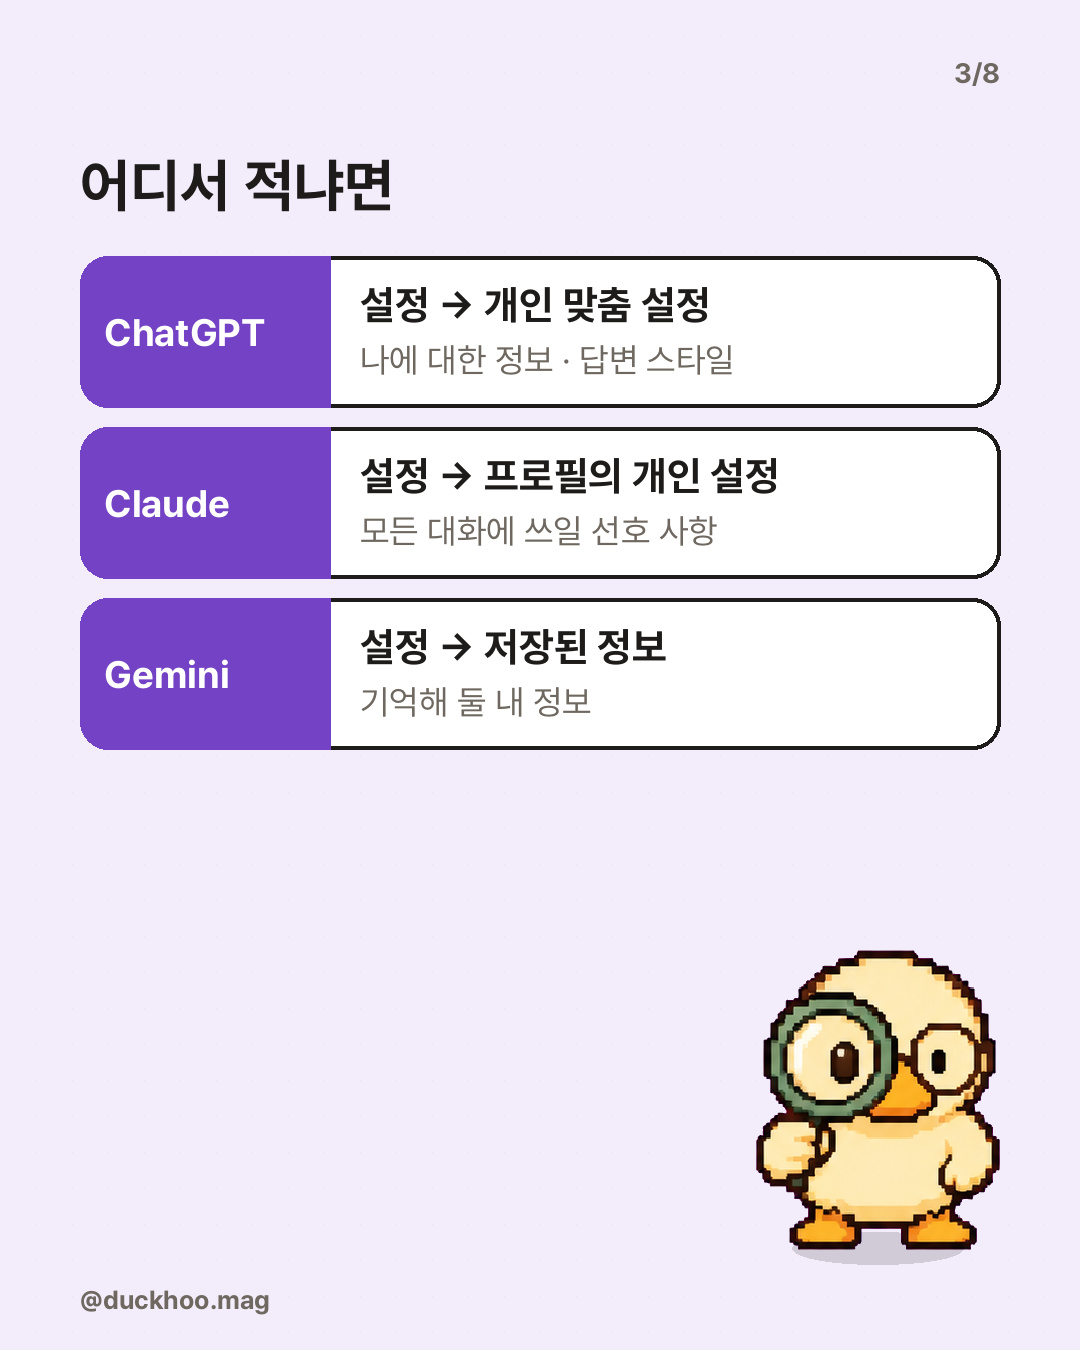 3/8
어디서 적냐면
ChatGPT
설정 → 개인 맞춤 설정
나에 대한 정보 · 답변 스타일
Claude
설정 → 프로필의 개인 설정
모든 대화에 쓰일 선호 사항
Gemini
설정 → 저장된 정보
기억해 둘 내 정보
@duckhoo.mag